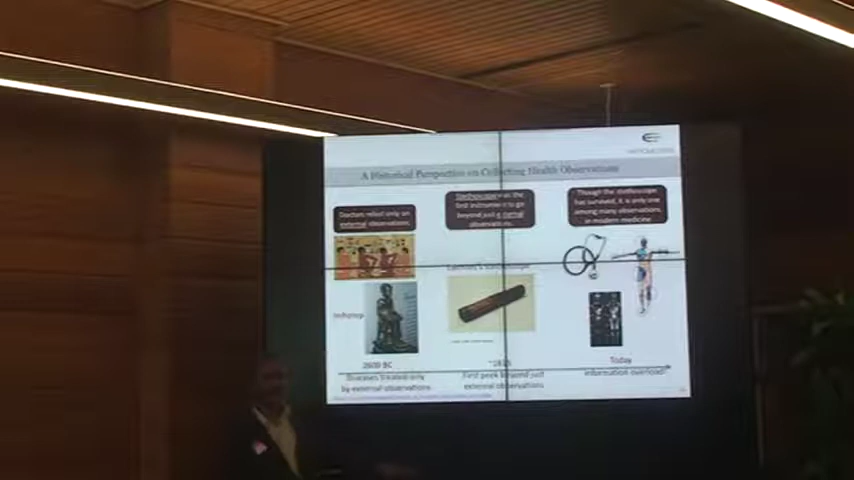 A Historical Perspective on Collecting Health Observations
Doctors relied only on
external observations
Stethoscope was the
first instrument to go
beyond just external
observations
Though the stethoscope
has survived, it is only one
among many observations
in modern medicine
Imhotep
2600 BC
Diseases treated only
by external observations
First peek beyond just
external observations
Today
Information overload